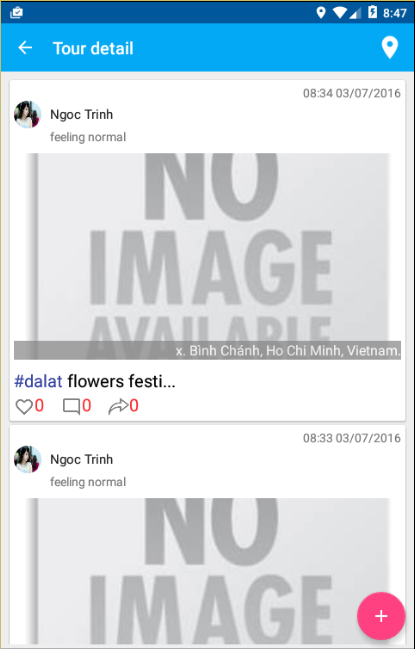 8:47
Tour detail
08:34 03/07/2016
Ngoc Trinh
feeling normal
NO
IMAGE
AVAILABLE
x. Bình Chánh, Ho Chi Minh, Vietnam.
#dalat flowers festi...
0 0 0
08:33 03/07/2016
Ngoc Trinh
feeling normal
NO
IMAGE